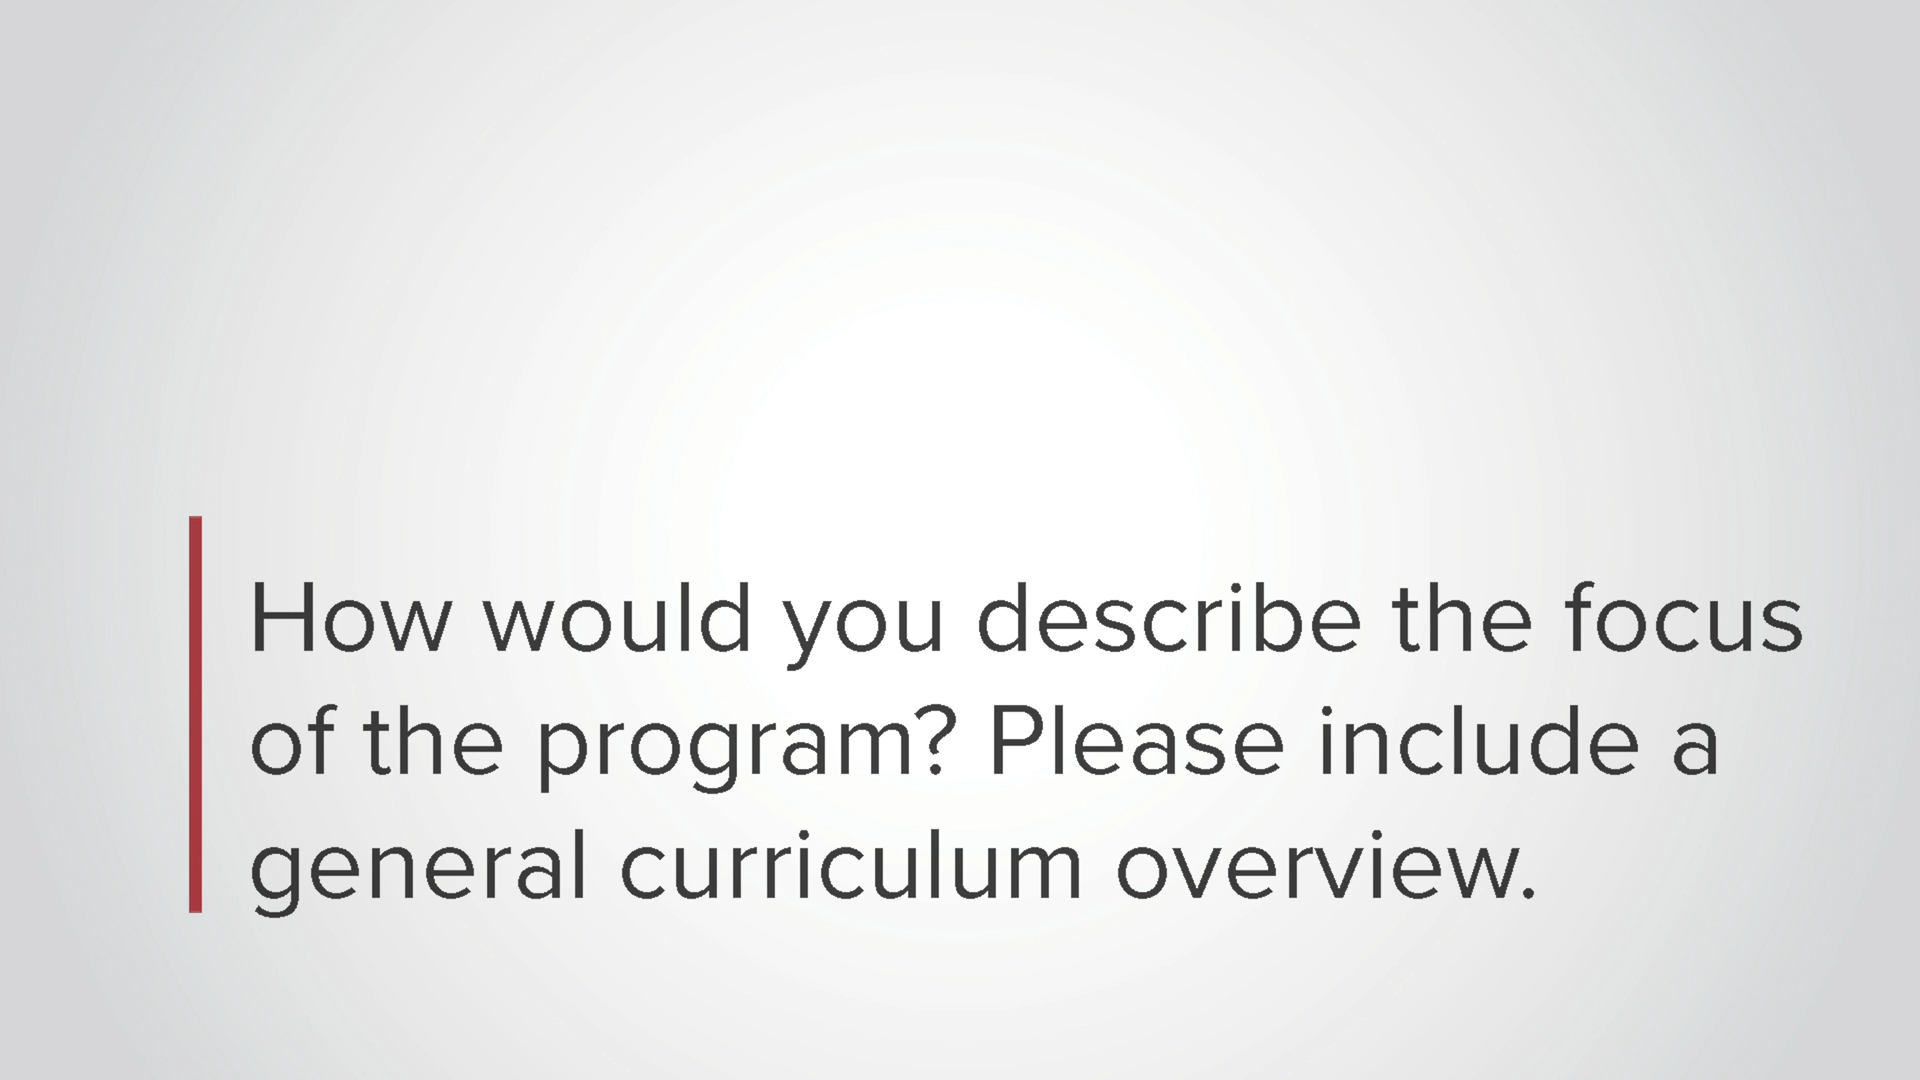 How would you describe the focus
of the program? Please include a
general curriculum overview.